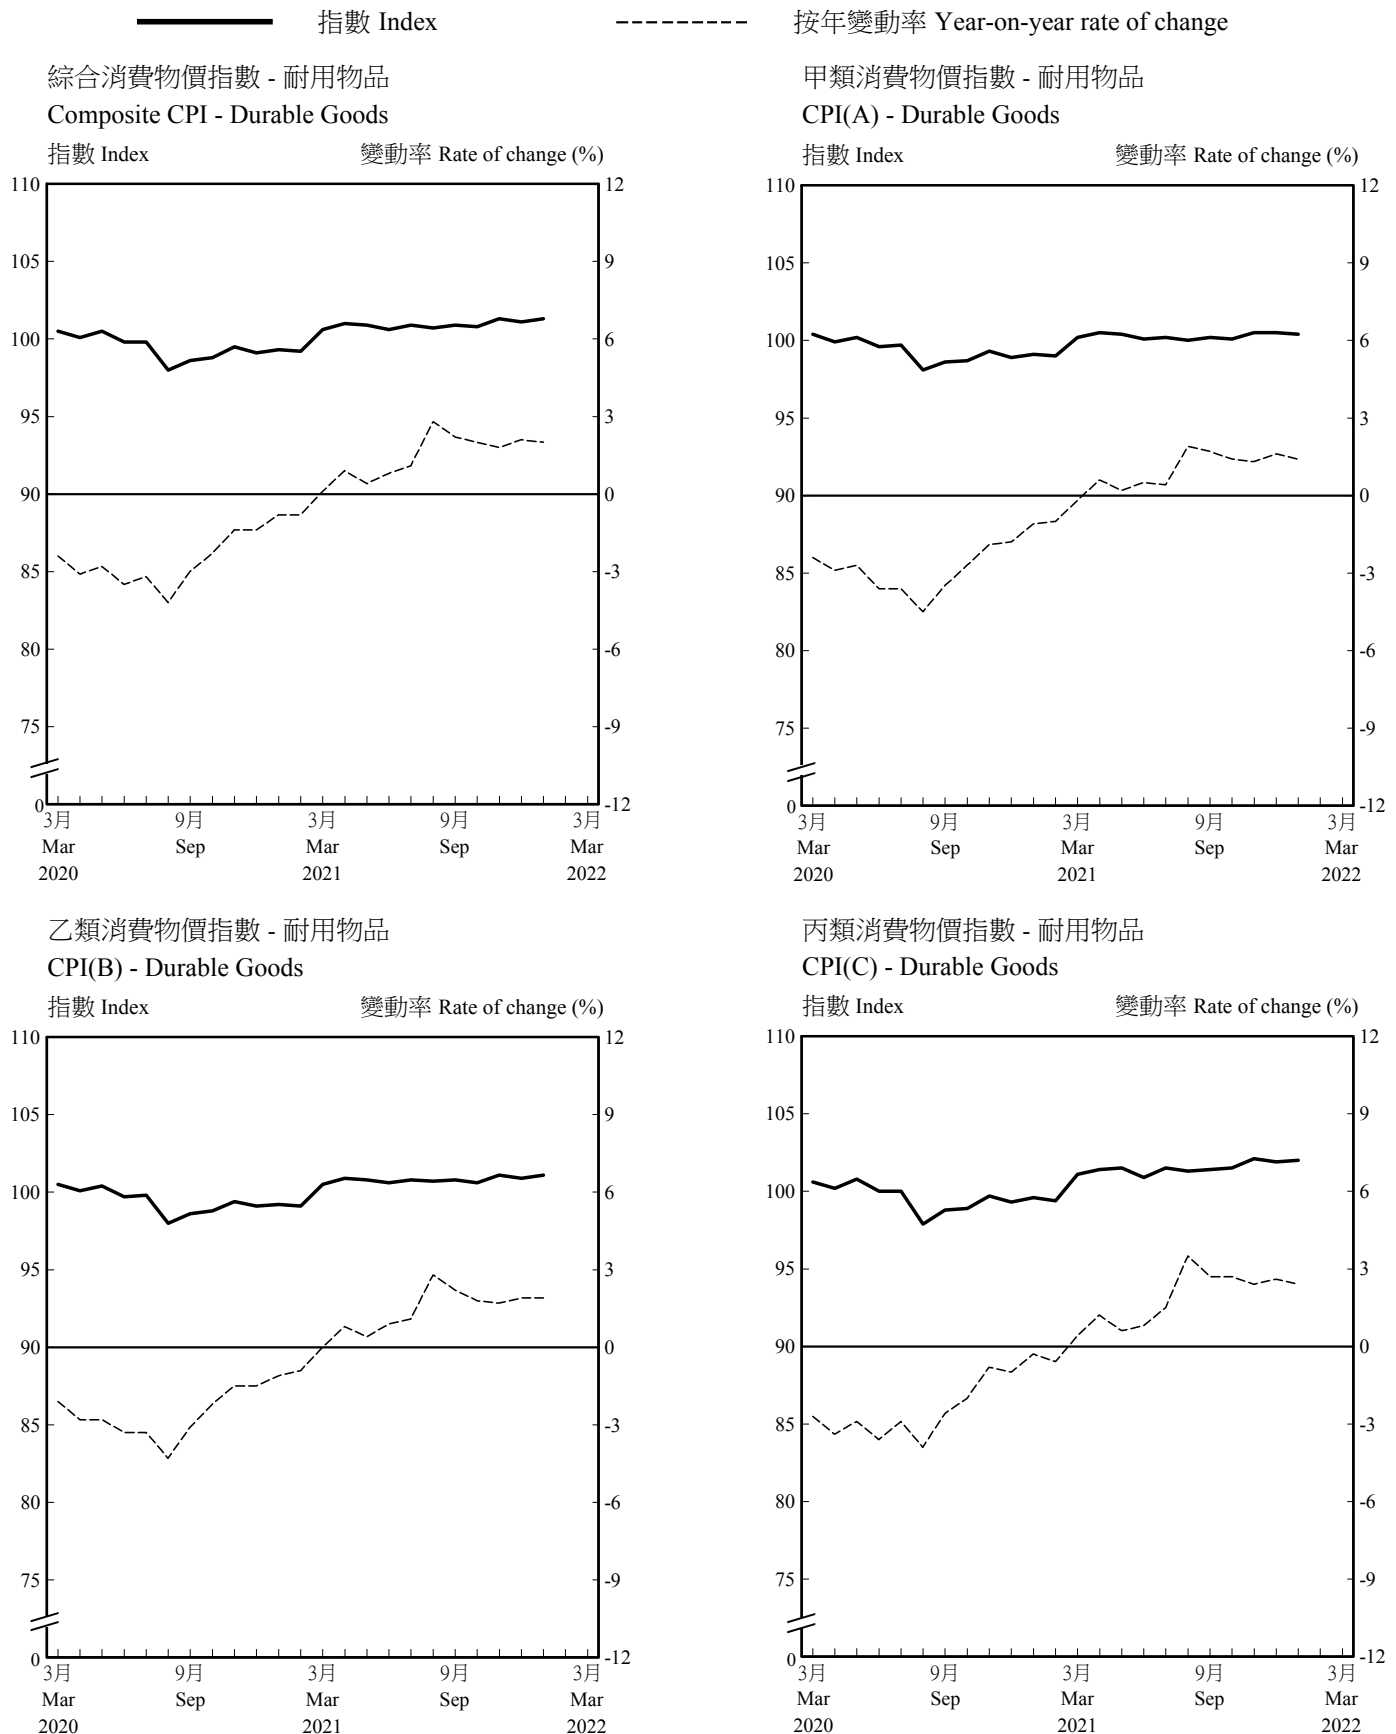 指數 Index 按年變動率 Year-on-year rate of change
綜合消費物價指數 - 耐用物品
Composite CPI - Durable Goods
指數 Index 變動率 Rate of change (%)
110 12
105 9
100 6
95 3
90 0
85 -3
80 -6
75 -9
0 -12
3月 9月 3月 9月 3月
Mar Sep Mar Sep Mar
2020 2021 2022
甲類消費物價指數 - 耐用物品
CPI(A) - Durable Goods
指數 Index 變動率 Rate of change (%)
110 12
105 9
100 6
95 3
90 0
85 -3
80 -6
75 -9
0 -12
3月 9月 3月 9月 3月
Mar Sep Mar Sep Mar
2020 2021 2022
乙類消費物價指數 - 耐用物品
CPI(B) - Durable Goods
指數 Index 變動率 Rate of change (%)
110 12
105 9
100 6
95 3
90 0
85 -3
80 -6
75 -9
0 -12
3月 9月 3月 9月 3月
Mar Sep Mar Sep Mar
2020 2021 2022
丙類消費物價指數 - 耐用物品
CPI(C) - Durable Goods
指數 Index 變動率 Rate of change (%)
110 12
105 9
100 6
95 3
90 0
85 -3
80 -6
75 -9
0 -12
3月 9月 3月 9月 3月
Mar Sep Mar Sep Mar
2020 2021 2022